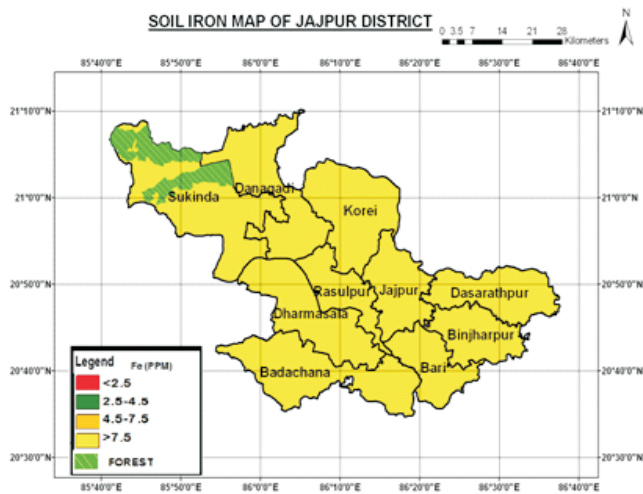 SOIL IRON MAP OF JAJPUR DISTRICT
0 3.5 7 14 21 28
Kilometers
N
85°40'0"E 85°50'0"E 86°0'0"E 86°10'0"E 86°20'0"E 86°30'0"E 86°40'0"E
21°10'0"N 21°10'0"N
21°0'0"N 21°0'0"N
Sukinda Danagadi Korei
20°50'0"N 20°50'0"N
Rasulpur Jajpur Dasarathpur
Dharmasala Binjharpur
20°40'0"N 20°40'0"N
Badachana Bari
Legend Fe (PPM)
<2.5
2.5-4.5
4.5-7.5
>7.5
FOREST
20°30'0"N 20°30'0"N
85°40'0"E 85°50'0"E 86°0'0"E 86°10'0"E 86°20'0"E 86°30'0"E 86°40'0"E